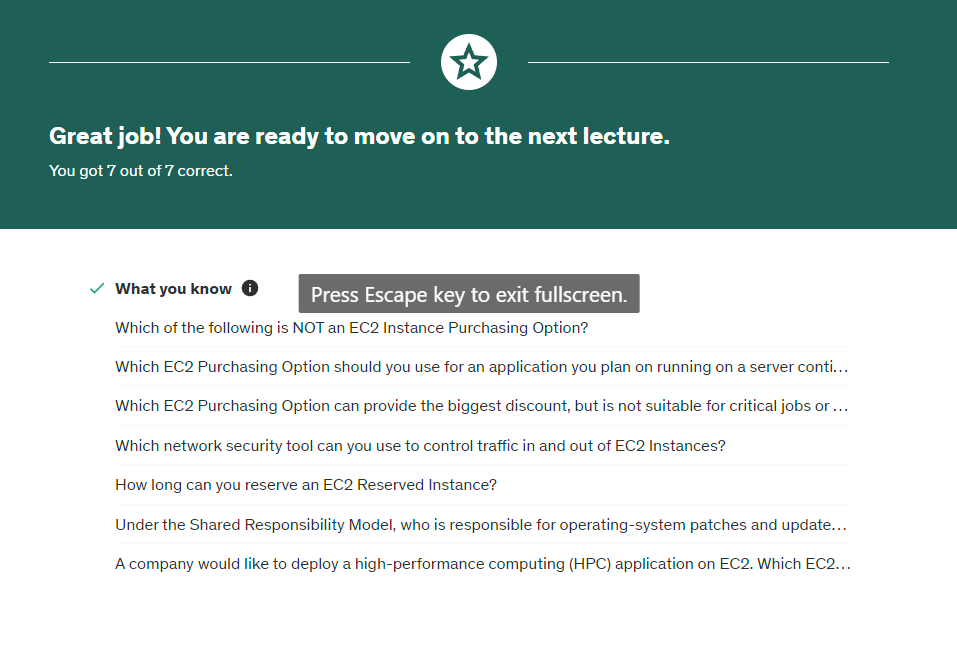 Great job! You are ready to move on to the next lecture.
You got 7 out of 7 correct.
What you know
Press Escape key to exit fullscreen.
Which of the following is NOT an EC2 Instance Purchasing Option?
Which EC2 Purchasing Option should you use for an application you plan on running on a server conti...
Which EC2 Purchasing Option can provide the biggest discount, but is not suitable for critical jobs or ...
Which network security tool can you use to control traffic in and out of EC2 Instances?
How long can you reserve an EC2 Reserved Instance?
Under the Shared Responsibility Model, who is responsible for operating-system patches and update...
A company would like to deploy a high-performance computing (HPC) application on EC2. Which EC2...